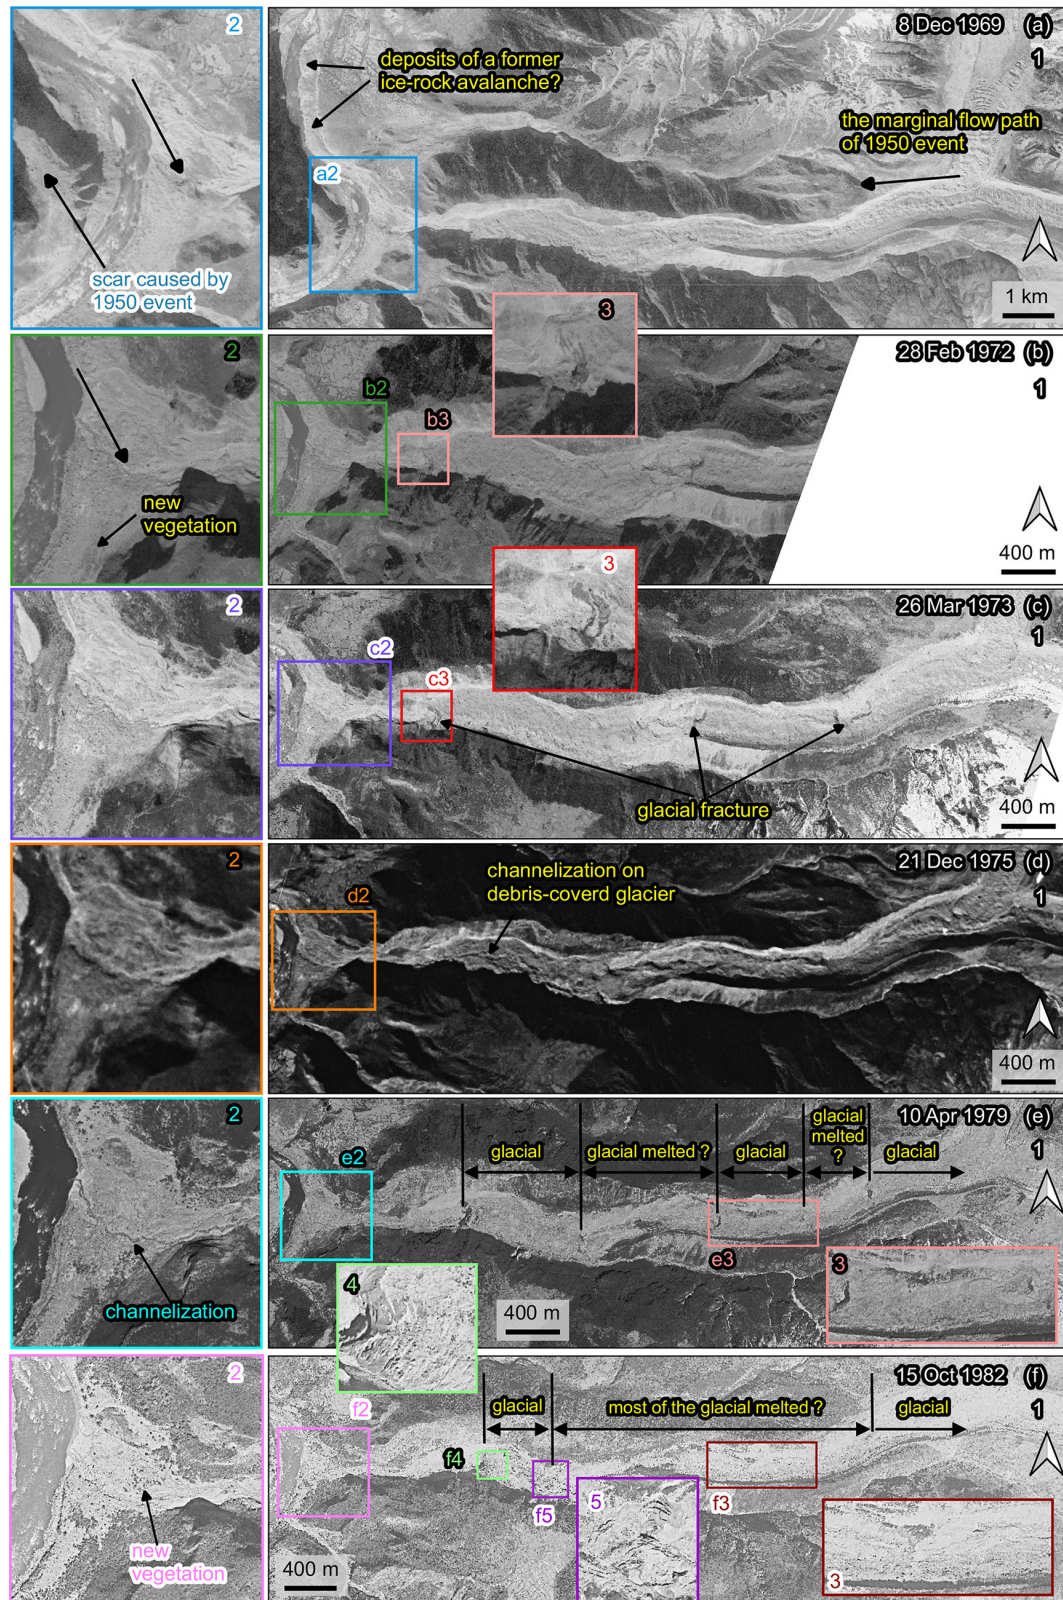 2
8 Dec 1969 (a)
1
deposits of a former
ice-rock avalanche?
the marginal flow path
of 1950 event
a2
scar caused by
1950 event
1 km
3
2
28 Feb 1972 (b)
1
b2
b3
new
vegetation
400 m
3
2
26 Mar 1973 (c)
1
c2
c3
glacial fracture
400 m
2
21 Dec 1975 (d)
1
channelization on
debris-coverd glacier
d2
400 m
2
10 Apr 1979 (e)
1
glacial
glacial melted ?
glacial
glacial
melted
?
glacial
e2
e3
3
channelization
4
400 m
2
15 Oct 1982 (f)
1
glacial
most of the glacial melted ?
glacial
f2
f4
f5
f3
5
new
vegetation
400 m
3